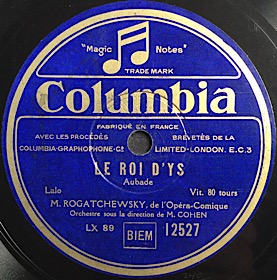 "Magic Notes"
TRADE MARK
Columbia
FABRIQUÉ EN FRANCE
AVEC LES PROCÉDÉS BREVETÉS DE LA
COLUMBIA-GRAPHOPHONE-Cº LIMITED-LONDON. E.C.3
LE ROI D'YS
Aubade
Lalo Vit. 80 tours
M. ROGATCHEWSKY, de l'Opéra-Comique
Orchestre sous la direction de M. COHEN
LX 89 BIEM 12527